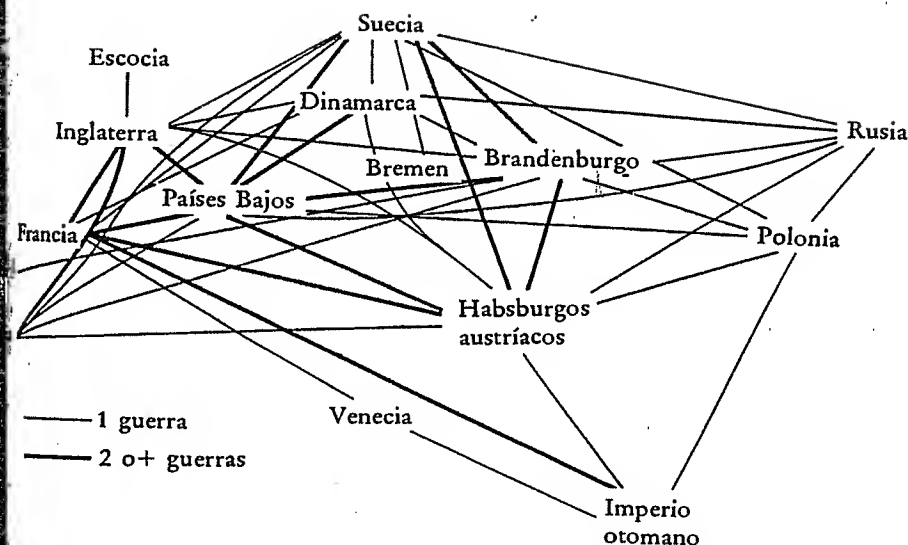 Suecia
Escocia
Dinamarca
Inglaterra
Rusia
Bremen
Brandenburgo
Países Bajos
Francia
Polonia
Habsburgos
austríacos
Venecia
1 guerra
2 o+ guerras
Imperio
otomano